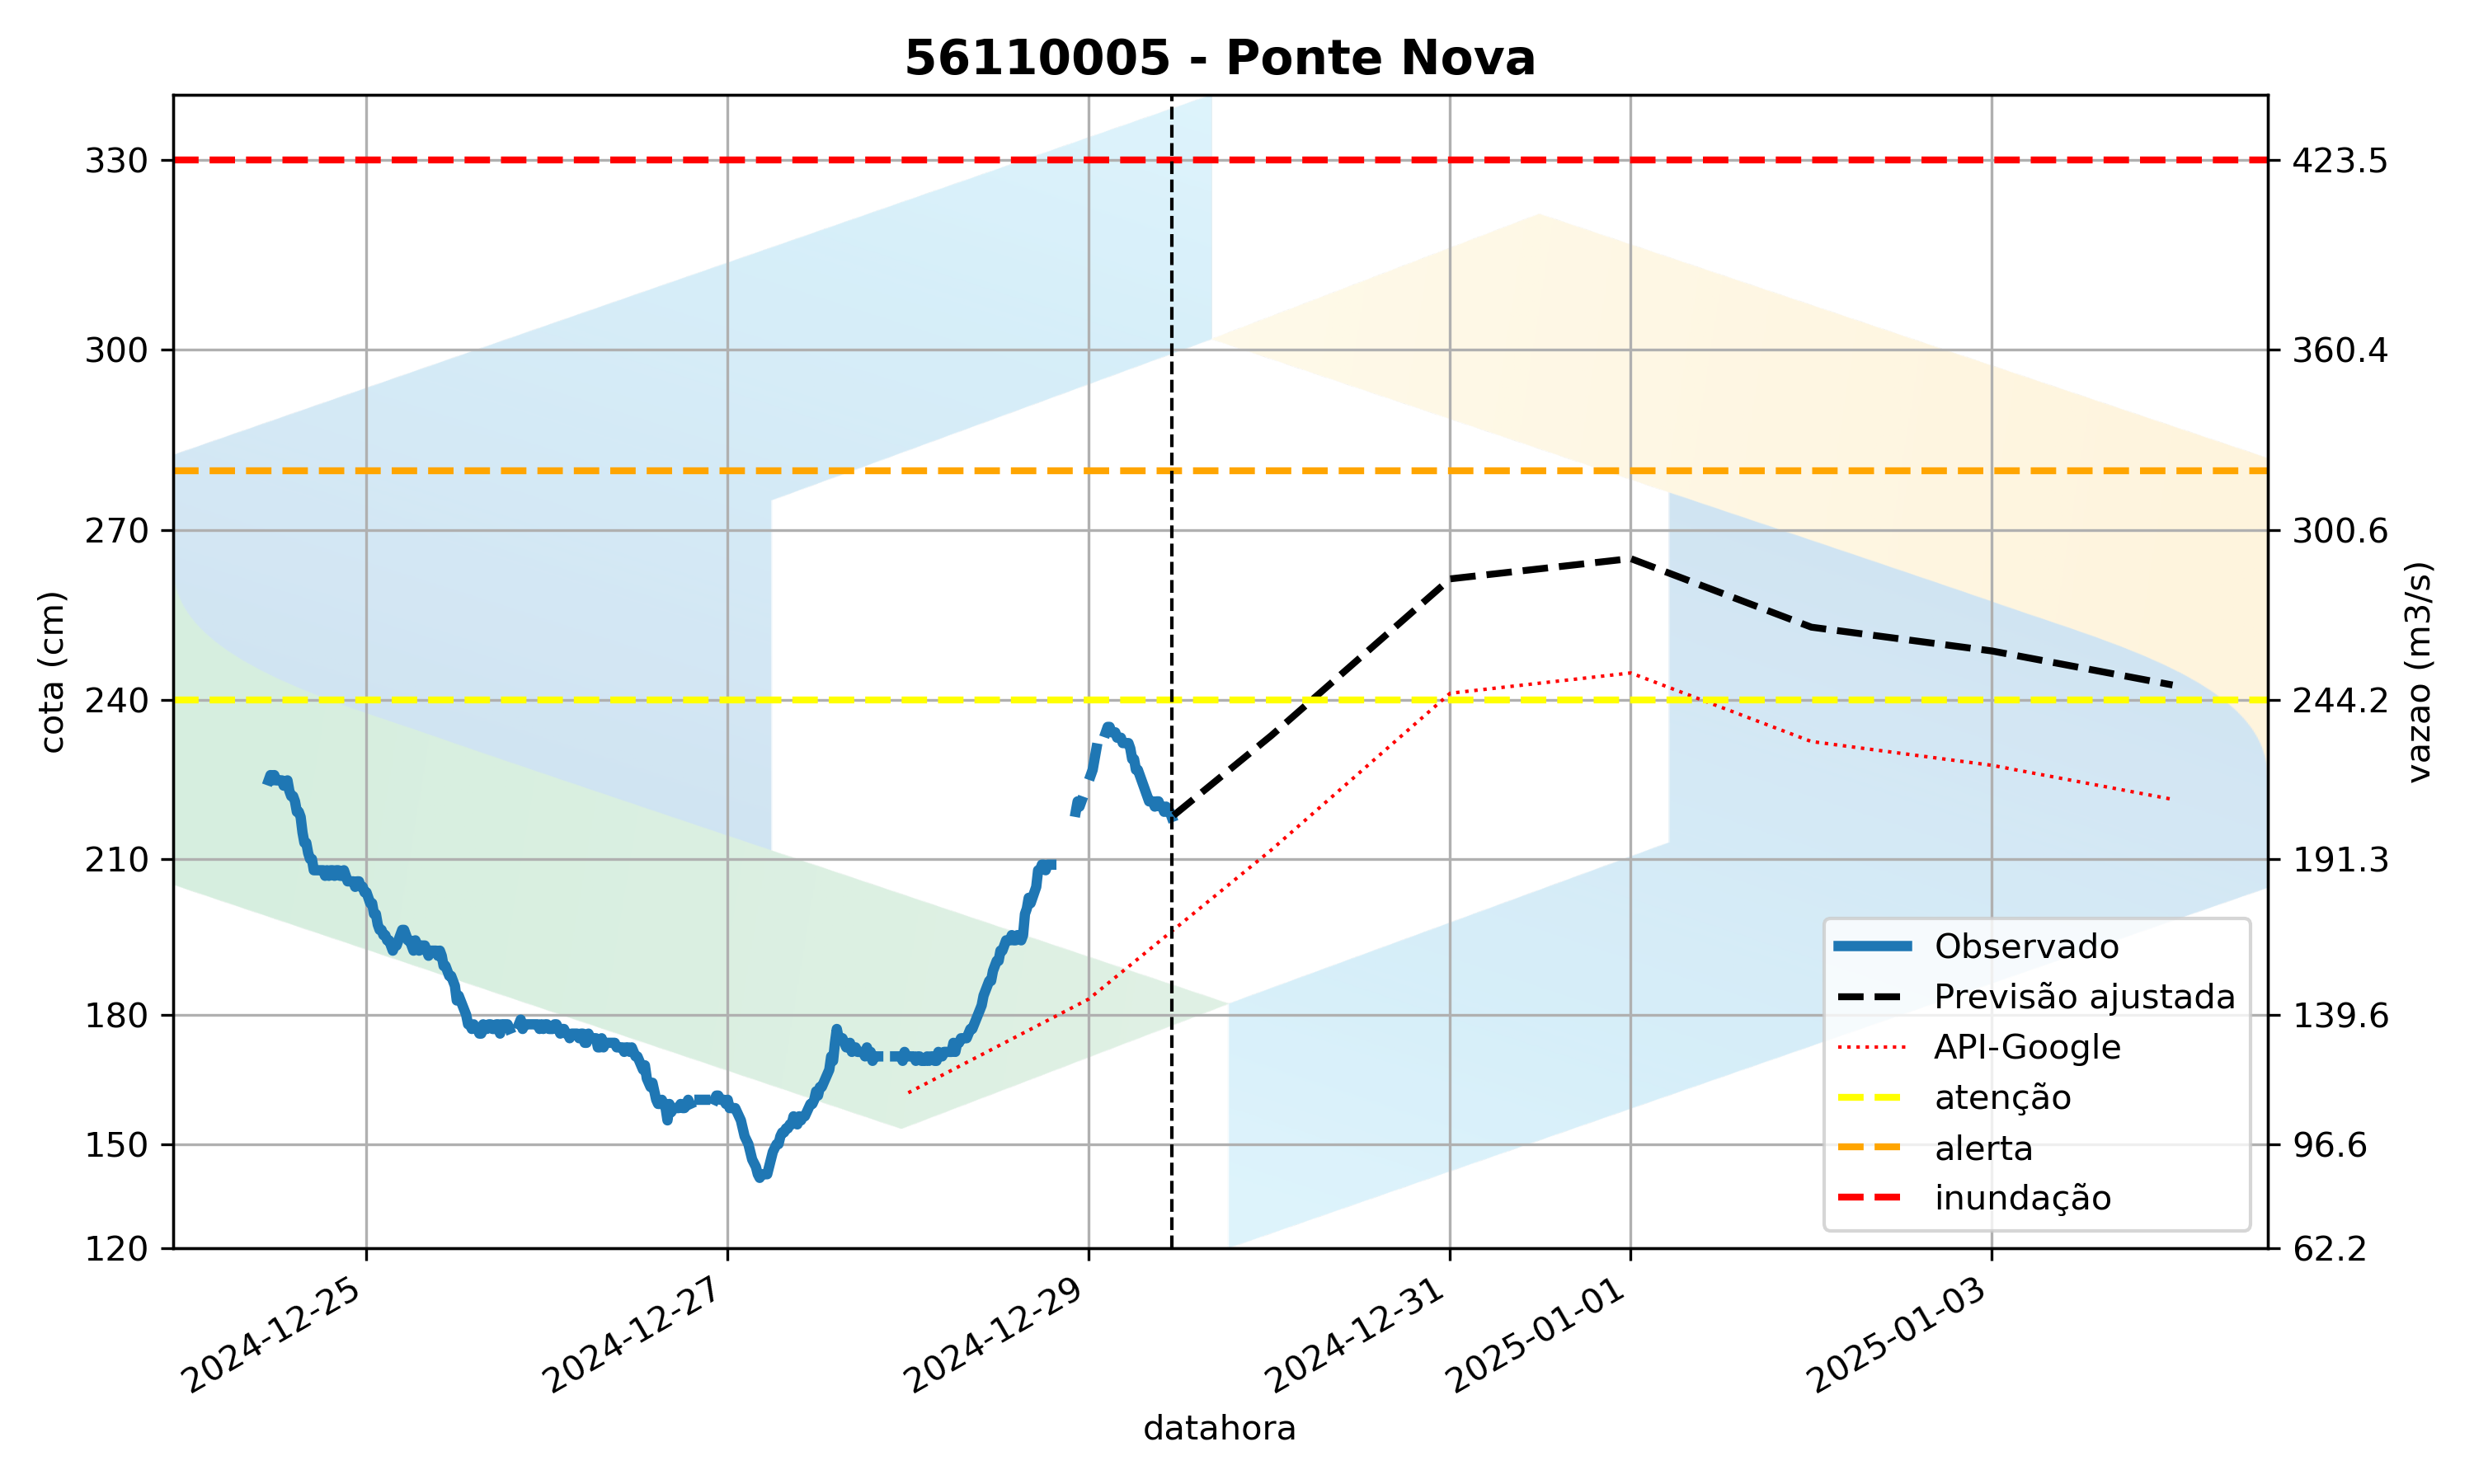 56110005 - Ponte Nova
330
300
270
240
210
180
150
120
cota (cm)
423.5
360.4
300.6
244.2
191.3
139.6
96.6
62.2
vazao (m3/s)
Observado
Previsão ajustada
API-Google
atenção
alerta
inundação
2024-12-25
2024-12-27
2024-12-29
2024-12-31
2025-01-01
2025-01-03
datahora